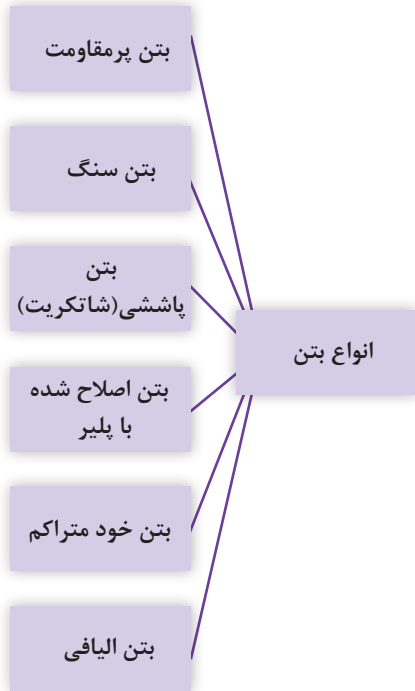 بتن پرمقاومت
بتن سنگ
بتن
پاششی(شاتکریت)
انواع بتن
بتن اصلاح شده
با پلیر
بتن خود متراکم
بتن الیافی